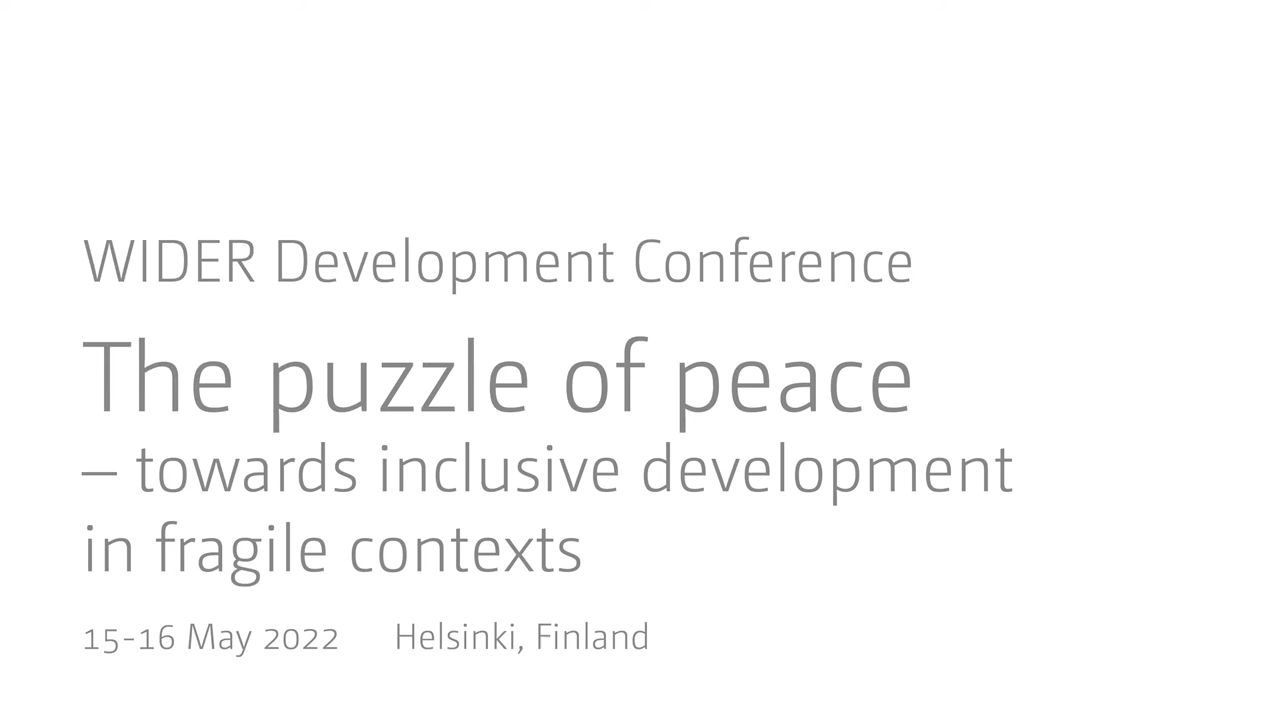 WIDER Development Conference
The puzzle of peace
– towards inclusive development
in fragile contexts
15-16 May 2022 Helsinki, Finland